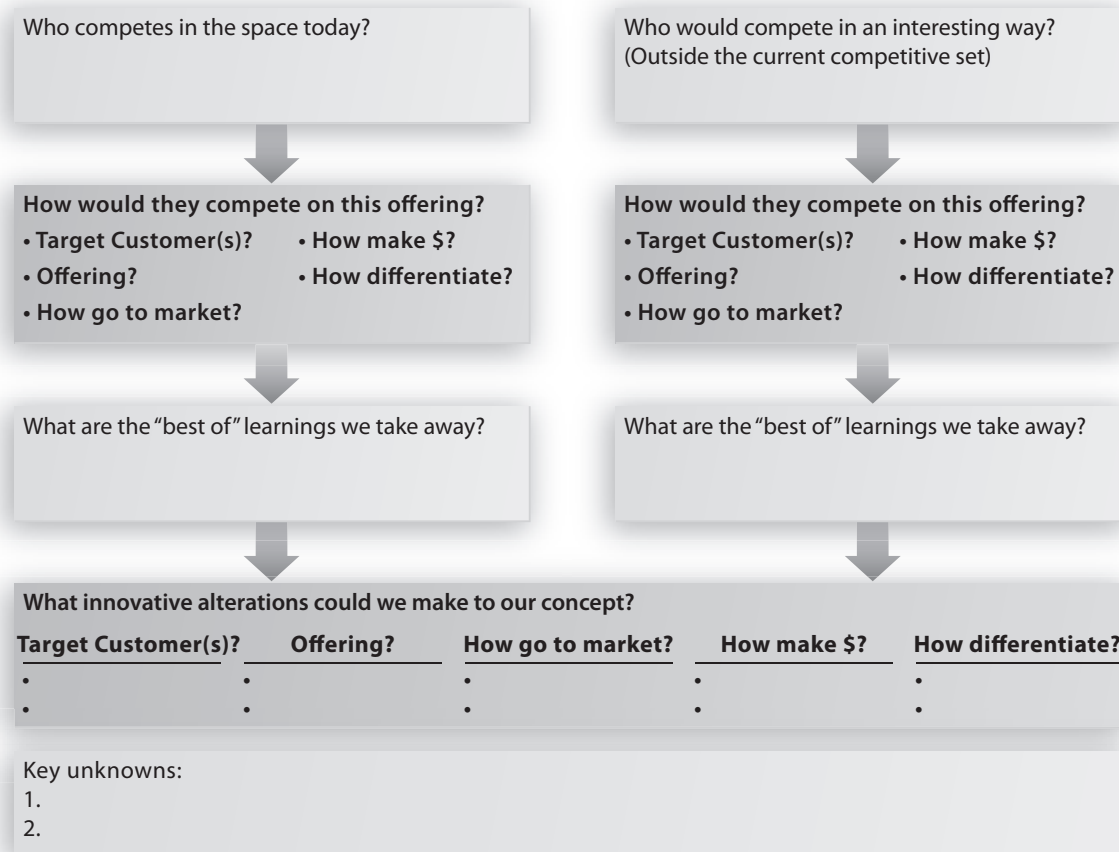 Who competes in the space today?
Who would compete in an interesting way?
(Outside the current competitive set)
How would they compete on this offering?
• Target Customer(s)? • How make $?
• Offering? • How differentiate?
• How go to market?
How would they compete on this offering?
• Target Customer(s)? • How make $?
• Offering? • How differentiate?
• How go to market?
What are the “best of” learnings we take away?
What are the “best of” learnings we take away?
What innovative alterations could we make to our concept?
Target Customer(s)? Offering? How go to market? How make $? How differentiate?
• • • • •
• • • • •
Key unknowns:
1.
2.